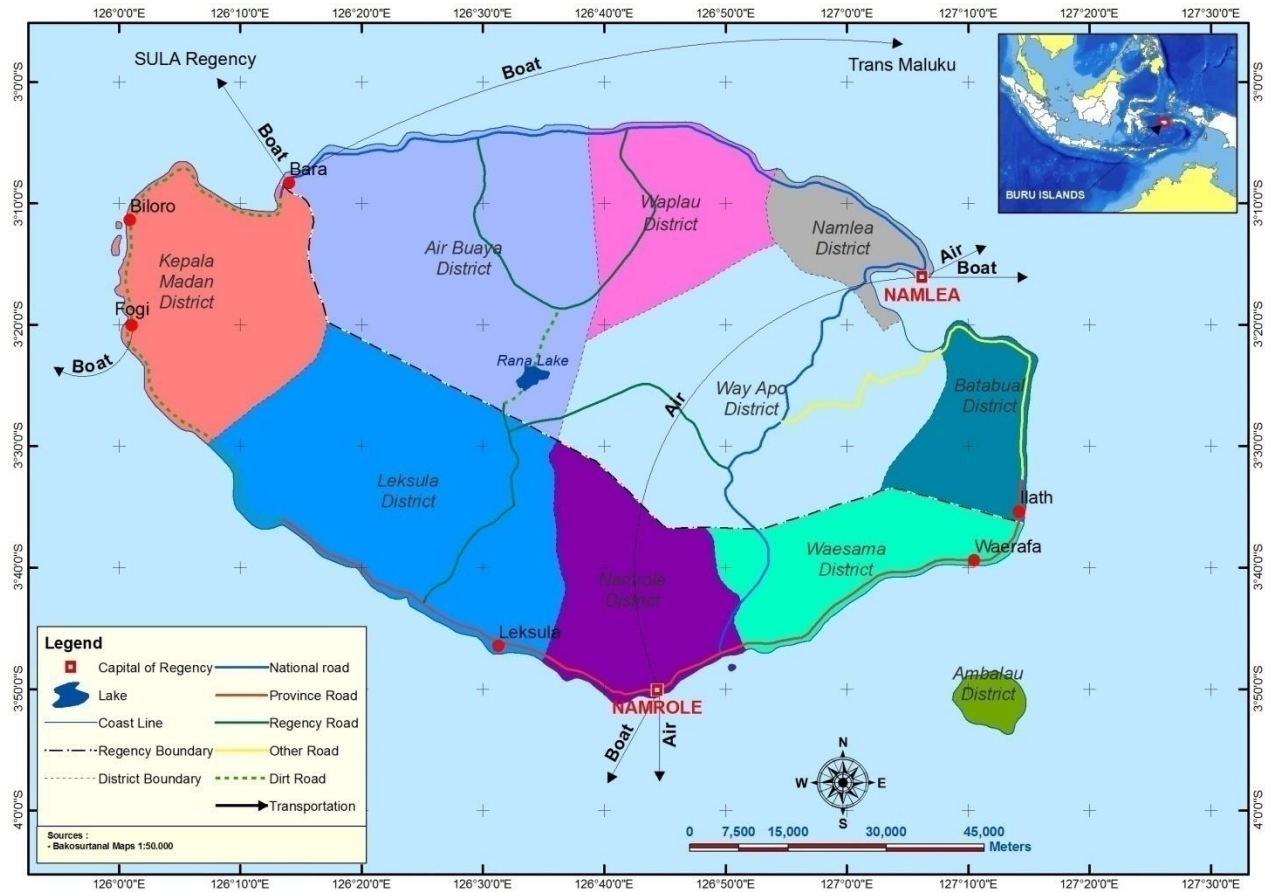 126°0'0"E 126°10'0"E 126°20'0"E 126°30'0"E 126°40'0"E 126°50'0"E 127°0'0"E 127°10'0"E 127°20'0"E 127°30'0"E
3°0'0"S
3°10'0"S
3°20'0"S
3°30'0"S
3°40'0"S
3°50'0"S
4°0'0"S
SULA Regency
Boat
Trans Maluku
Boat
Bara
Biloro
Kepala
Madan
District
Fogi
Boat
Air Buaya
District
Waplau
District
Namlea
District
Air
Boat
NAMLEA
Rana Lake
Way Apo
District
Air
Batabual
District
Leksula
District
Ilath
Waerafa
Waesama
District
Namrole
District
Leksula
NAMROLE
Boat
Air
Ambalau
District
BURU ISLANDS
Legend
Capital of Regency
Lake
Coast Line
Regency Boundary
District Boundary
National road
Province Road
Regency Road
Other Road
Dirt Road
Transportation
Sources :
- Bakosurtanal Maps 1:50.000
N
W E
S
0 7,500 15,000 30,000 45,000
Meters
3°0'0"S
3°10'0"S
3°20'0"S
3°30'0"S
3°40'0"S
3°50'0"S
4°0'0"S
126°0'0"E 126°10'0"E 126°20'0"E 126°30'0"E 126°40'0"E 126°50'0"E 127°0'0"E 127°10'0"E 127°20'0"E 127°30'0"E